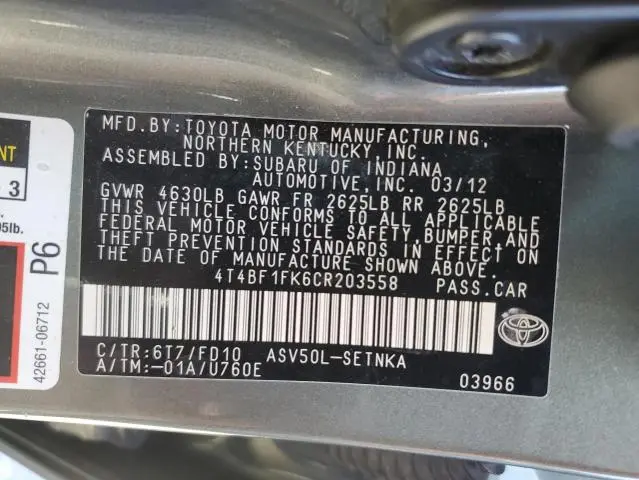 MFD.BY:TOYOTA MOTOR MANUFACTURING,
NORTHERN KENTUCKY INC.
ASSEMBLED BY:SUBARU OF INDIANA
AUTOMOTIVE,INC. 03/12
GVWR 4630LB GAWR FR 2625LB RR 2625LB
THIS VEHICLE CONFORMS TO ALL APPLICABLE
FEDERAL MOTOR VEHICLE SAFETY,BUMPER,AND
THEFT PREVENTION STANDARDS IN EFFECT ON
THE DATE OF MANUFACTURE SHOWN ABOVE.
4T4BF1FK6CR203558 PASS.CAR
C/TR:6T7/FD10 ASV50L-SETNKA
A/TM:-01A/U760E
03966
TOYOTA
3
P6
42661-06712